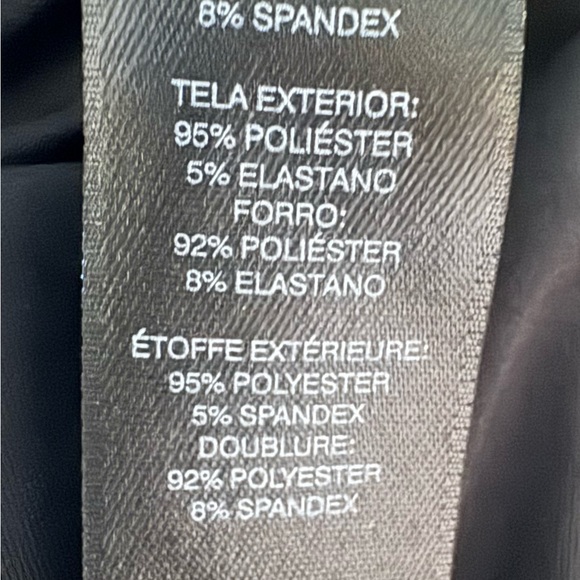 8% SPANDEX
TELA EXTERIOR:
95% POLIÉSTER
5% ELASTANO
FORRO:
92% POLIÉSTER
8% ELASTANO
ÉTOFFE EXTÉRIEURE:
95% POLYESTER
5% SPANDEX
DOUBLURE:
92% POLYESTER
8% SPANDEX